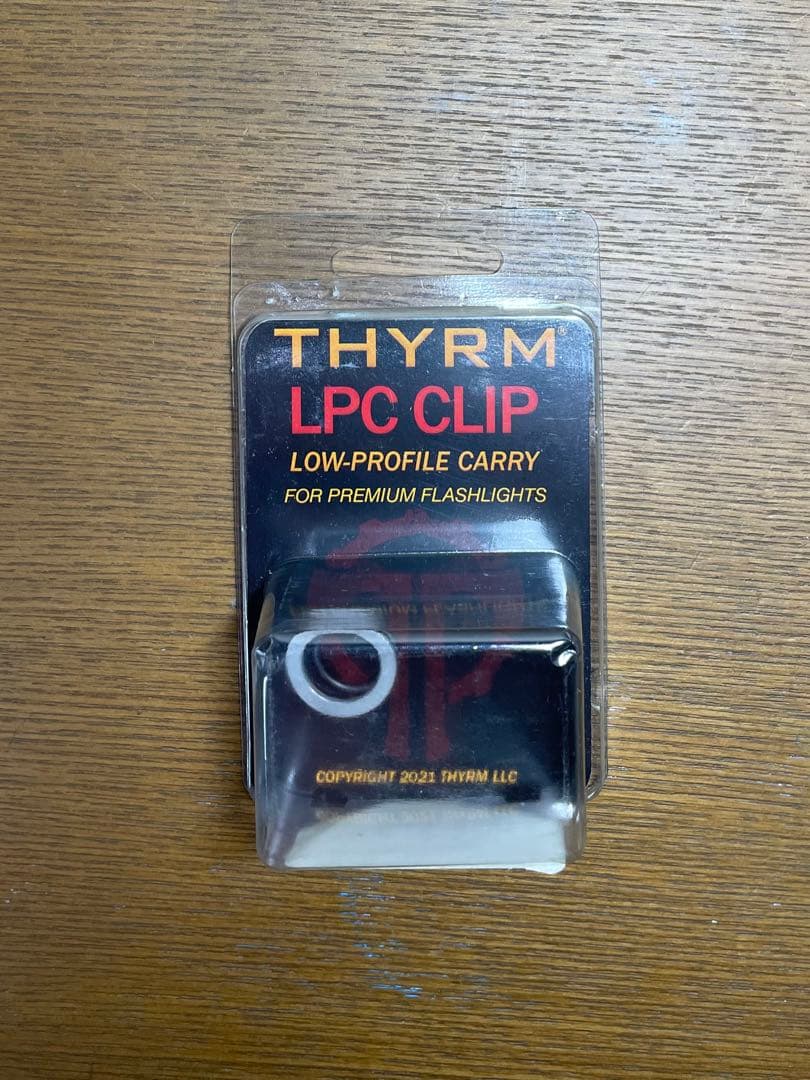 THYRM®
LPC CLIP
LOW-PROFILE CARRY
FOR PREMIUM FLASHLIGHTS
COPYRIGHT 2021 THYRM LLC